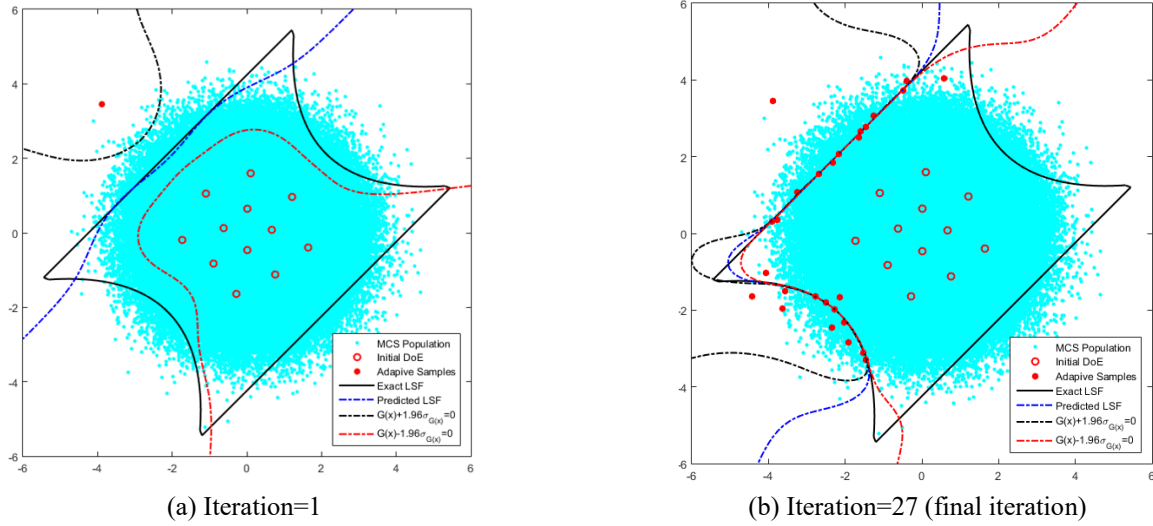 6
4
2
0
-2
-4
-6
-6
-4
-2
0
2
4
6
MCS Population
Initial DoE
Adapive Samples
Exact LSF
Predicted LSF
G(x)+1.96σG(x)=0
G(x)-1.96σG(x)=0
(a) Iteration=1
6
4
2
0
-2
-4
-6
-6
-4
-2
0
2
4
6
MCS Population
Initial DoE
Adapive Samples
Exact LSF
Predicted LSF
G(x)+1.96σG(x)=0
G(x)-1.96σG(x)=0
(b) Iteration=27 (final iteration)